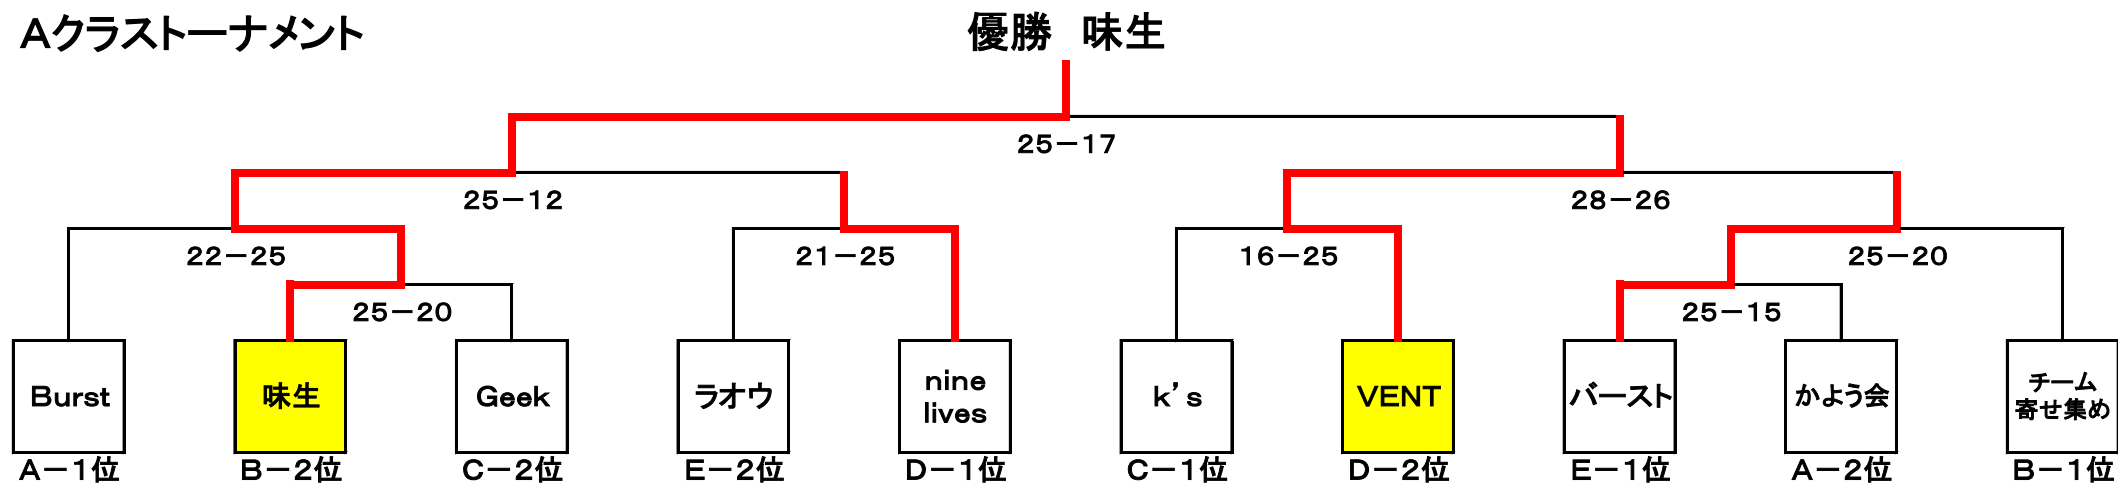 Aクラストーナメント
優勝　味生
25－17
25－12
28－26
22－25
21－25
16－25
25－20
25－20
25－15
Burst
味生
Geek
ラオウ
nine
lives
k's
VENT
バースト
かよう会
チーム
寄せ集め
A－1位
B－2位
C－2位
E－2位
D－1位
C－1位
D－2位
E－1位
A－2位
B－1位